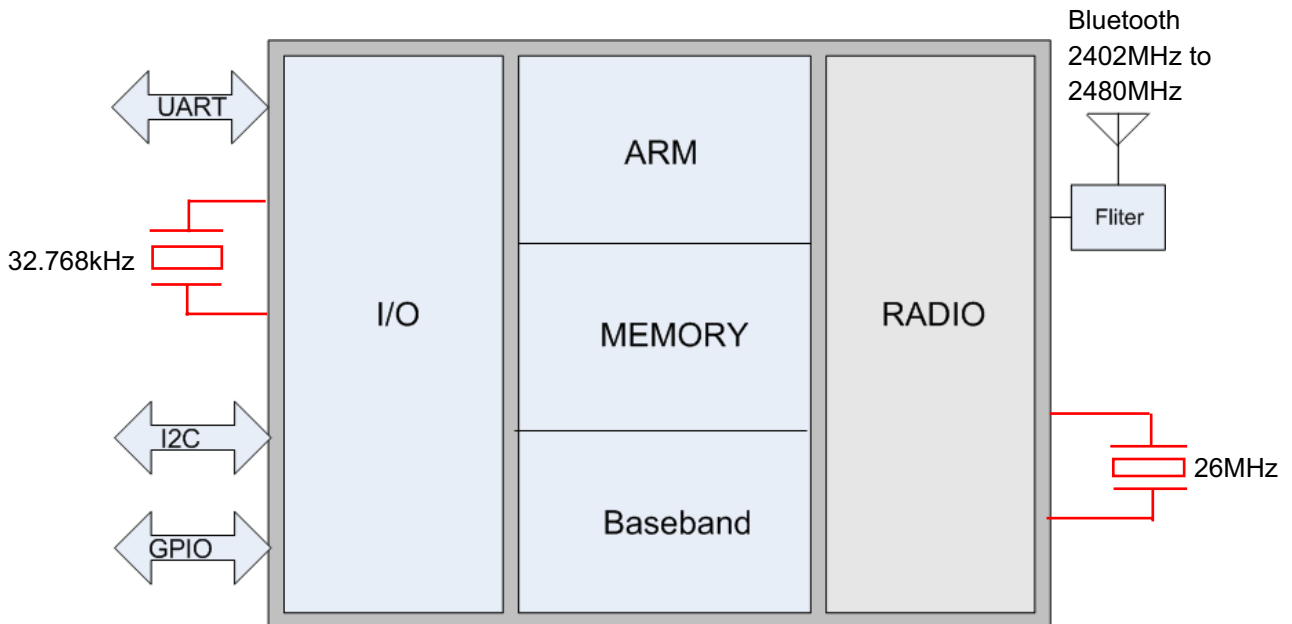 Bluetooth
2402MHz to
2480MHz
UART
ARM
Fliter
32.768kHz
I/O
MEMORY
RADIO
I2C
26MHz
Baseband
GPIO